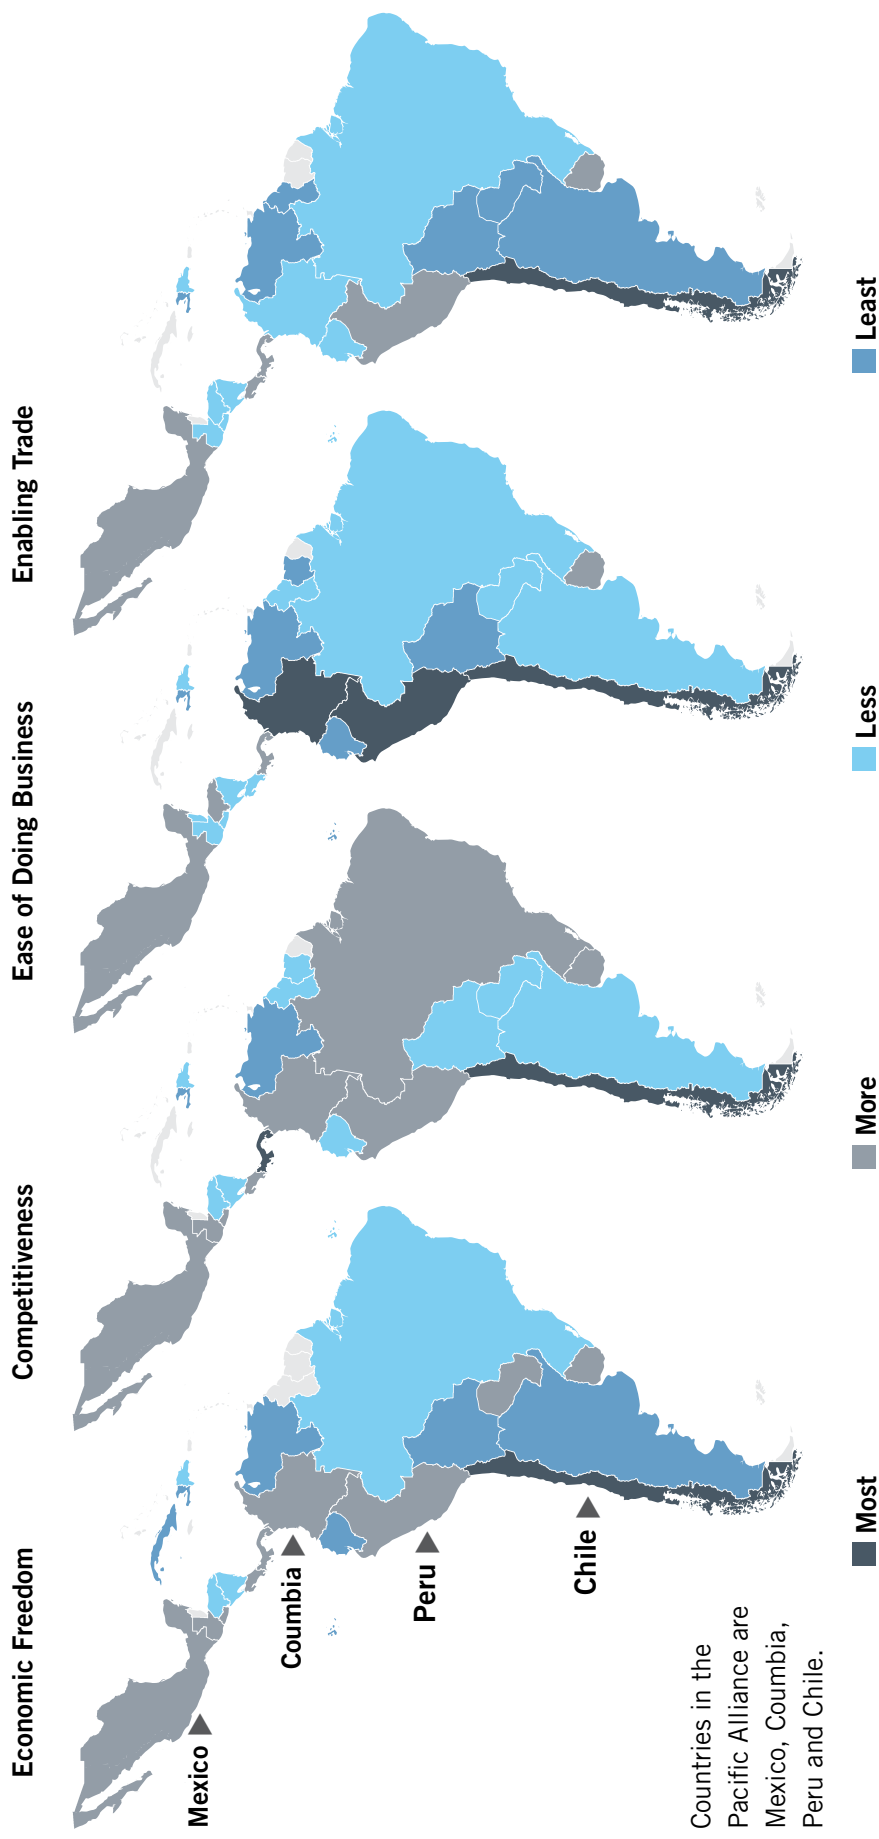 Economic Freedom
Competitiveness
Ease of Doing Business
Enabling Trade
Mexico
Coumbia
Peru
Chile
Countries in the
Pacific Alliance are
Mexico, Coumbia,
Peru and Chile.
Most
More
Less
Least